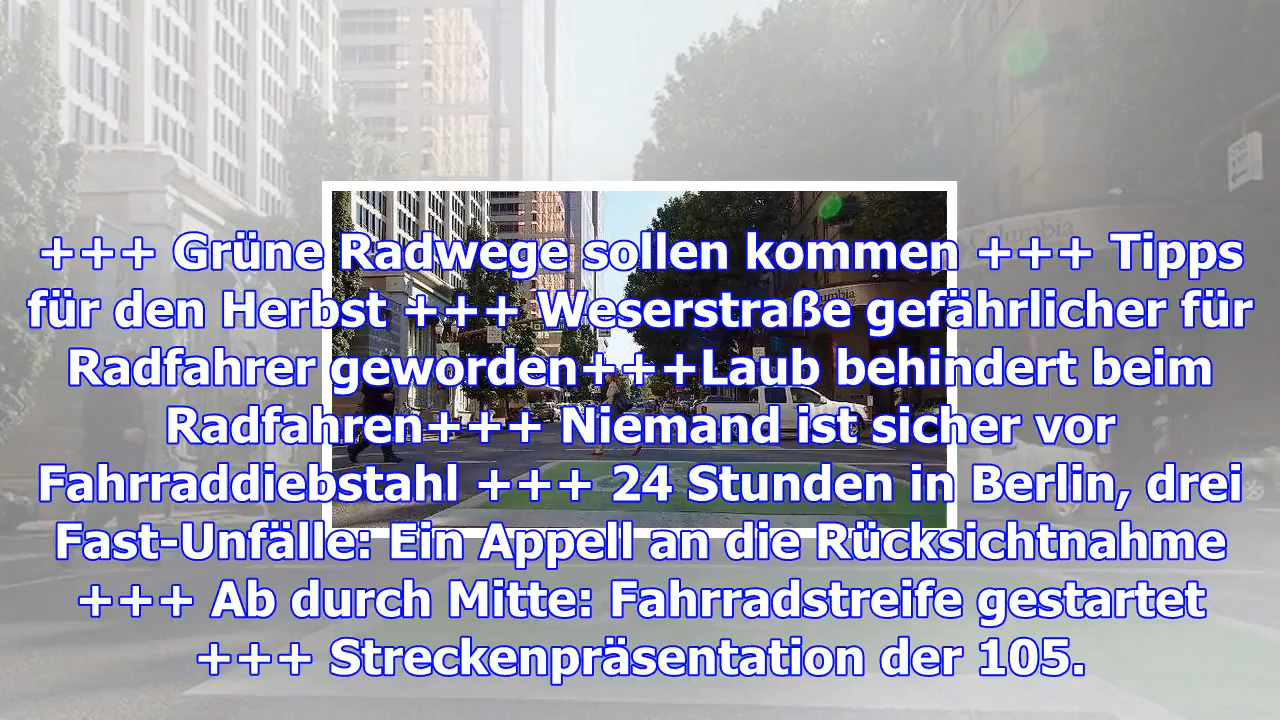 +++ Grüne Radwege sollen kommen +++ Tipps
für den Herbst +++ Weserstraße gefährlicher für
Radfahrer geworden+++Laub behindert beim
Radfahren+++ Niemand ist sicher vor
Fahrraddiebstahl +++ 24 Stunden in Berlin, drei
Fast-Unfälle: Ein Appell an die Rücksichtnahme
+++ Ab durch Mitte: Fahrradstreife gestartet
+++ Streckenpräsentation der 105.
Columbia